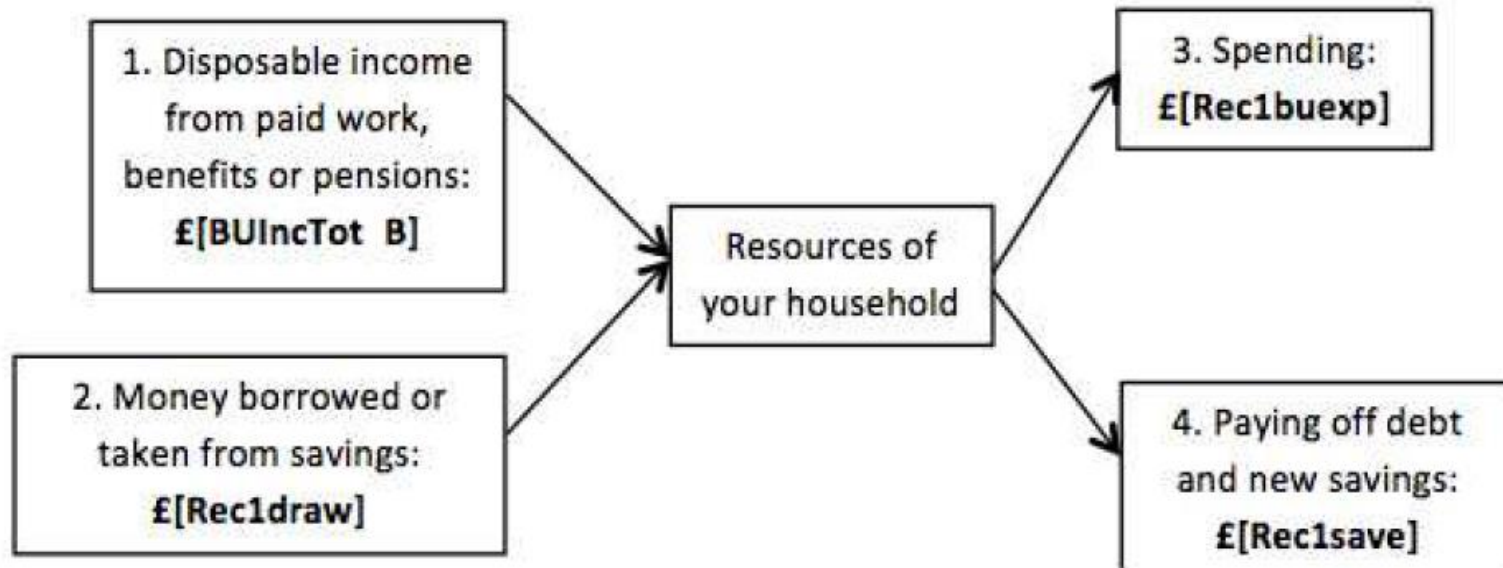 1. Disposable income
from paid work,
benefits or pensions:
£[BUIncTot B]
2. Money borrowed or
taken from savings:
£[Rec1draw]
Resources of
your household
3. Spending:
£[Rec1buexp]
4. Paying off debt
and new savings:
£[Rec1save]